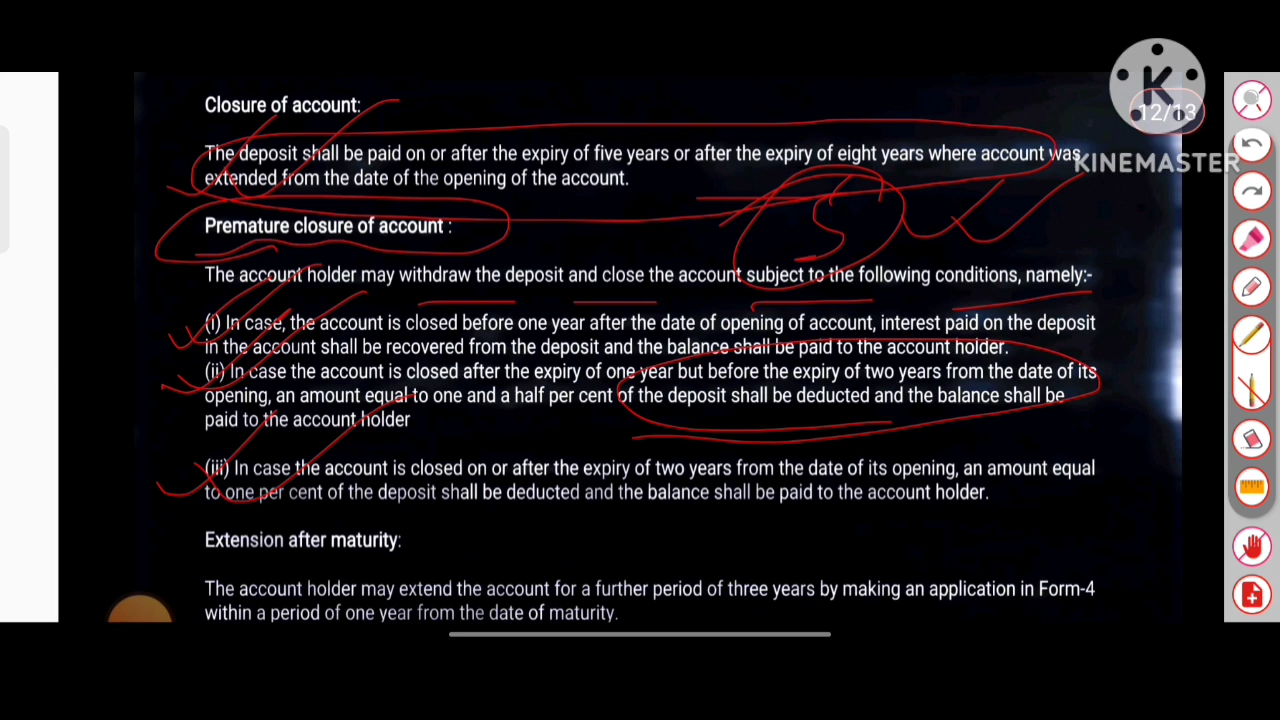 12/13
KINEMASTER
Closure of account:
The deposit shall be paid on or after the expiry of five years or after the expiry of eight years where account was
extended from the date of the opening of the account.
5
Premature closure of account :
The account holder may withdraw the deposit and close the account subject to the following conditions, namely:-
(i) In case, the account is closed before one year after the date of opening of account, interest paid on the deposit
in the account shall be recovered from the deposit and the balance shall be paid to the account holder.
(ii) In case the account is closed after the expiry of one year but before the expiry of two years from the date of its
opening, an amount equal to one and a half per cent of the deposit shall be deducted and the balance shall be
paid to the account holder
(iii) In case the account is closed on or after the expiry of two years from the date of its opening, an amount equal
to one per cent of the deposit shall be deducted and the balance shall be paid to the account holder.
Extension after maturity:
The account holder may extend the account for a further period of three years by making an application in Form-4
within a period of one year from the date of maturity.